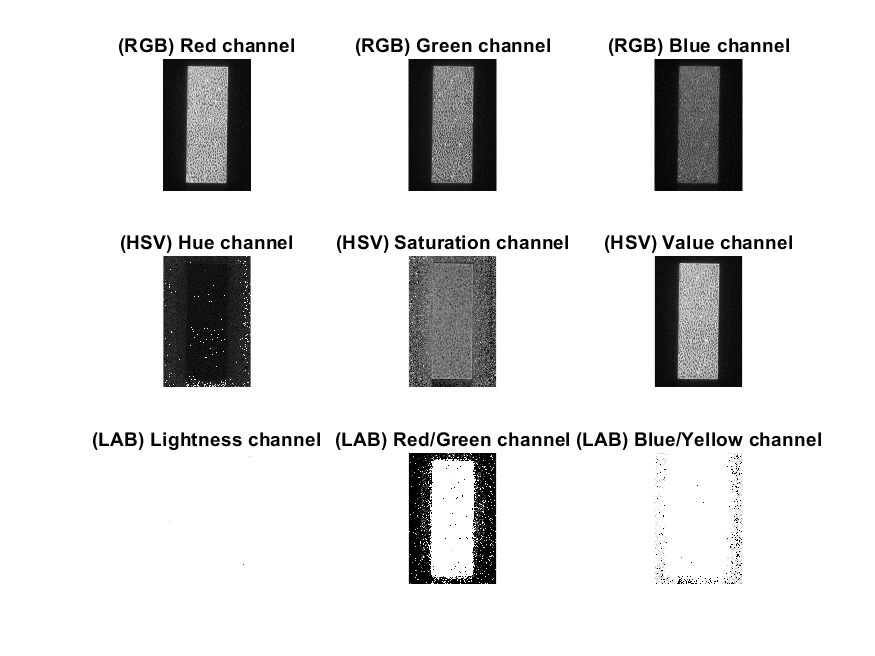 (RGB) Red channel
(RGB) Green channel
(RGB) Blue channel
(HSV) Hue channel
(HSV) Saturation channel
(HSV) Value channel
(LAB) Lightness channel
(LAB) Red/Green channel
(LAB) Blue/Yellow channel